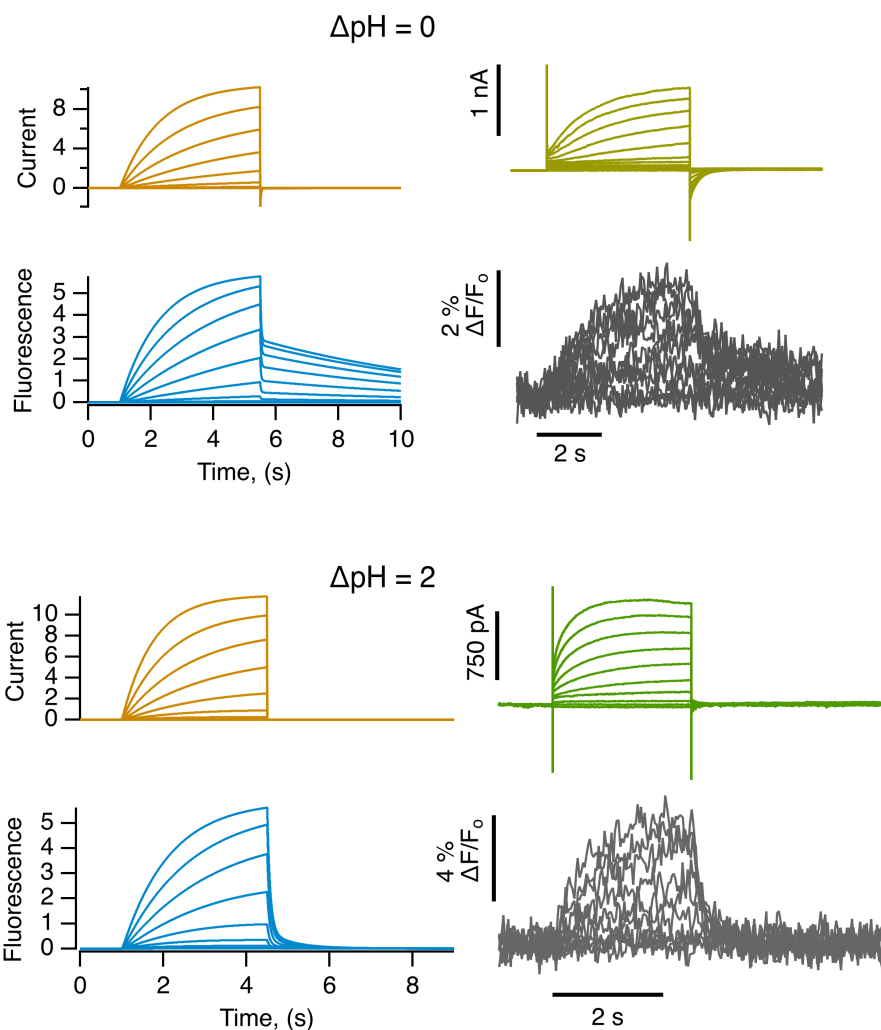 ΔpH = 0
Current
8
4
0
1 nA
Fluorescence
5
4
3
2
1
0
0 2 4 6 8 10
Time, (s)
2 %
ΔF/Fo
2 s
ΔpH = 2
Current
10
8
6
4
2
0
750 pA
Fluorescence
5
4
3
2
1
0
0 2 4 6 8
Time, (s)
4 %
ΔF/Fo
2 s